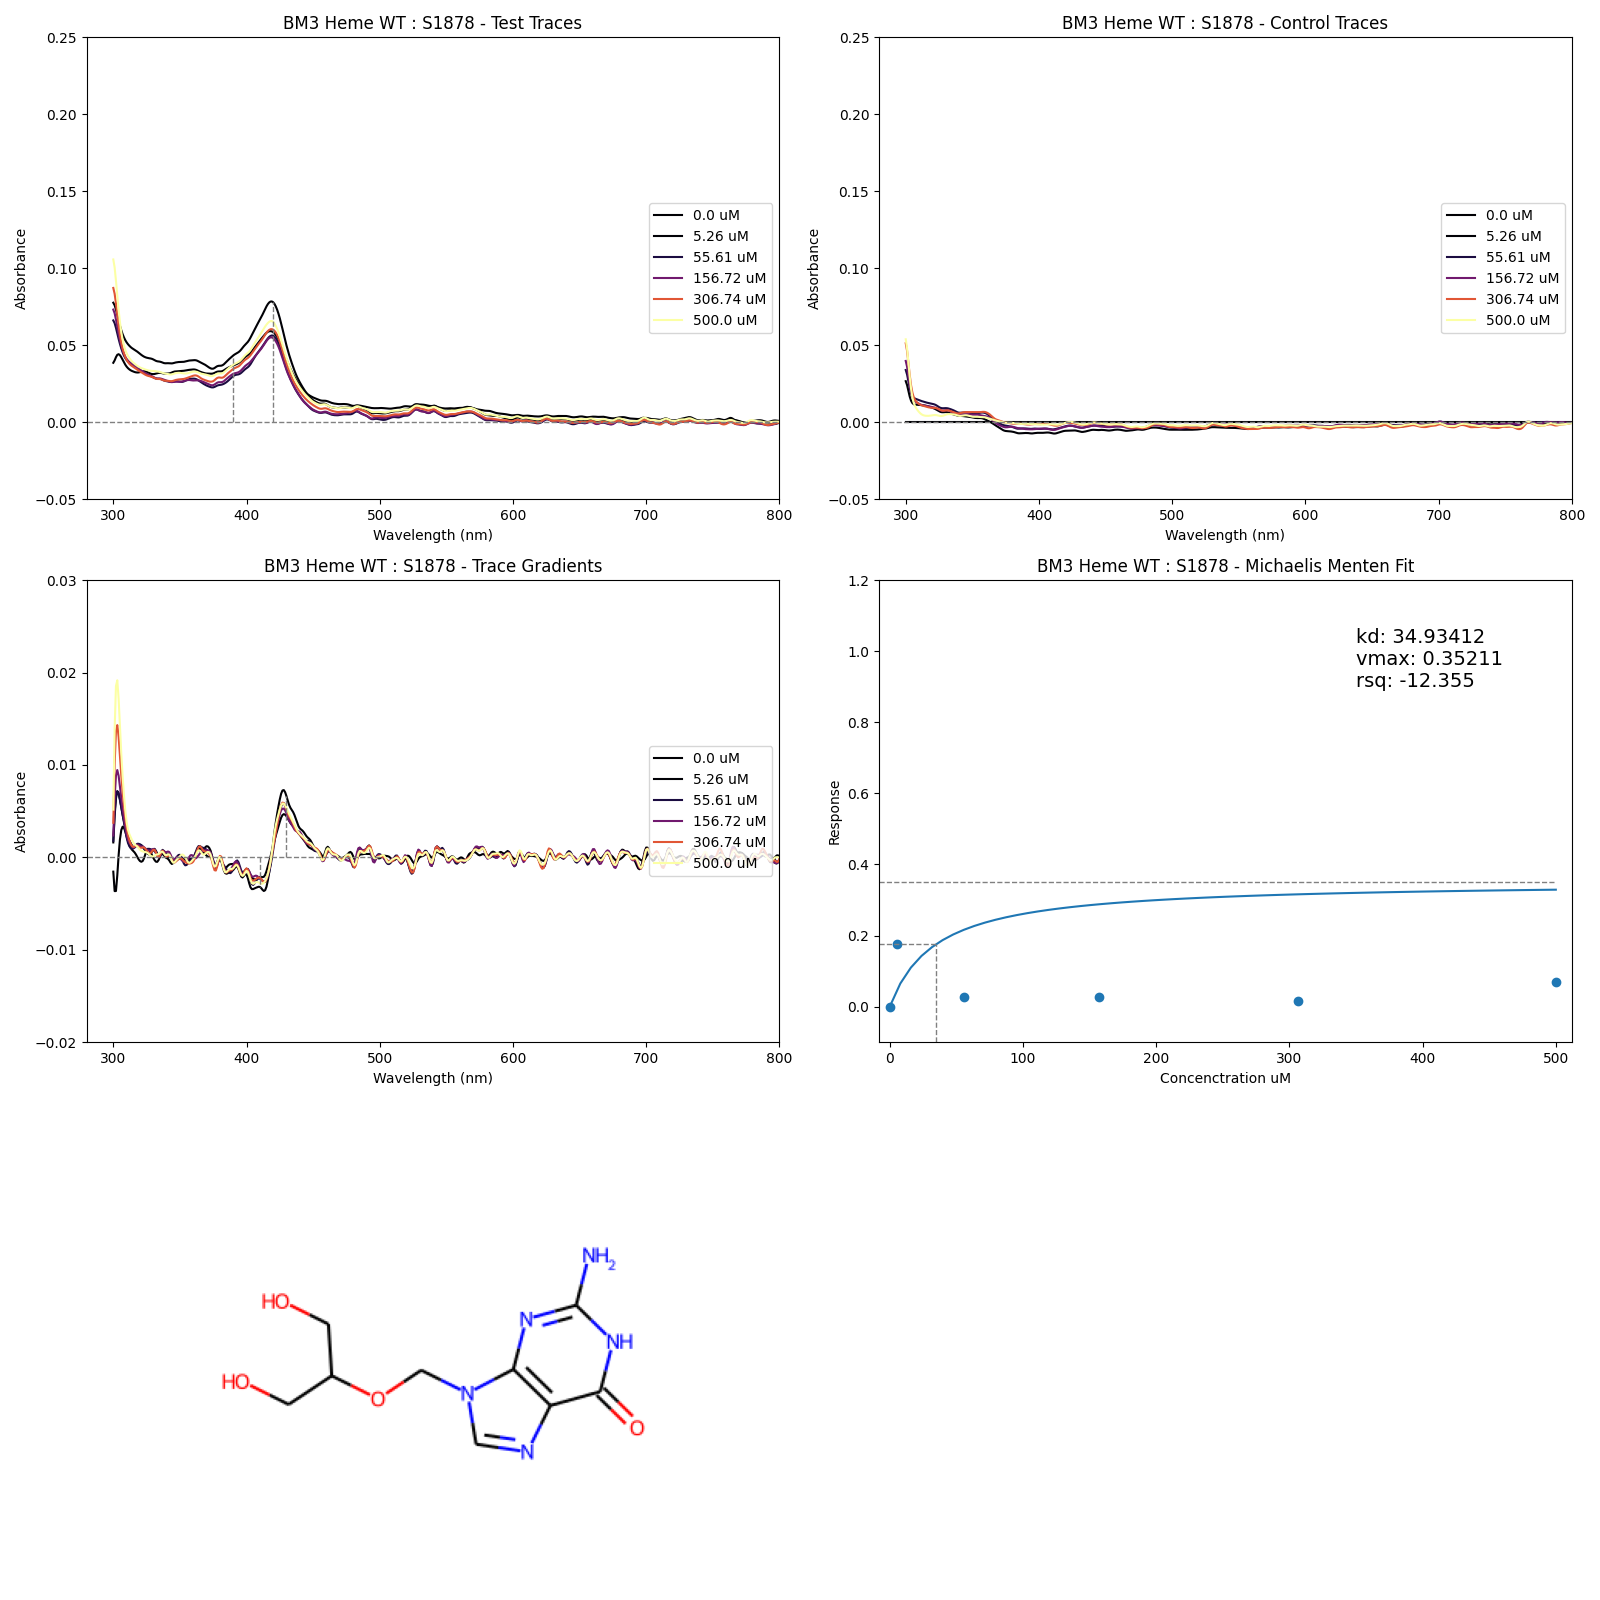 BM3 Heme WT : S1878 - Test Traces
0.25
0.20
0.15
0.10
0.05
0.00
−0.05
Absorbance
300
400
500
600
700
800
Wavelength (nm)
0.0 uM
5.26 uM
55.61 uM
156.72 uM
306.74 uM
500.0 uM
BM3 Heme WT : S1878 - Control Traces
0.25
0.20
0.15
0.10
0.05
0.00
−0.05
Absorbance
300
400
500
600
700
800
Wavelength (nm)
0.0 uM
5.26 uM
55.61 uM
156.72 uM
306.74 uM
500.0 uM
BM3 Heme WT : S1878 - Trace Gradients
0.03
0.02
0.01
0.00
−0.01
−0.02
Absorbance
300
400
500
600
700
800
Wavelength (nm)
0.0 uM
5.26 uM
55.61 uM
156.72 uM
306.74 uM
500.0 uM
BM3 Heme WT : S1878 - Michaelis Menten Fit
1.2
1.0
0.8
0.6
0.4
0.2
0.0
Response
kd: 34.93412
vmax: 0.35211
rsq: -12.355
0
100
200
300
400
500
Concenctration uM
NH2
HO
N
NH
HO
O
N
O
N